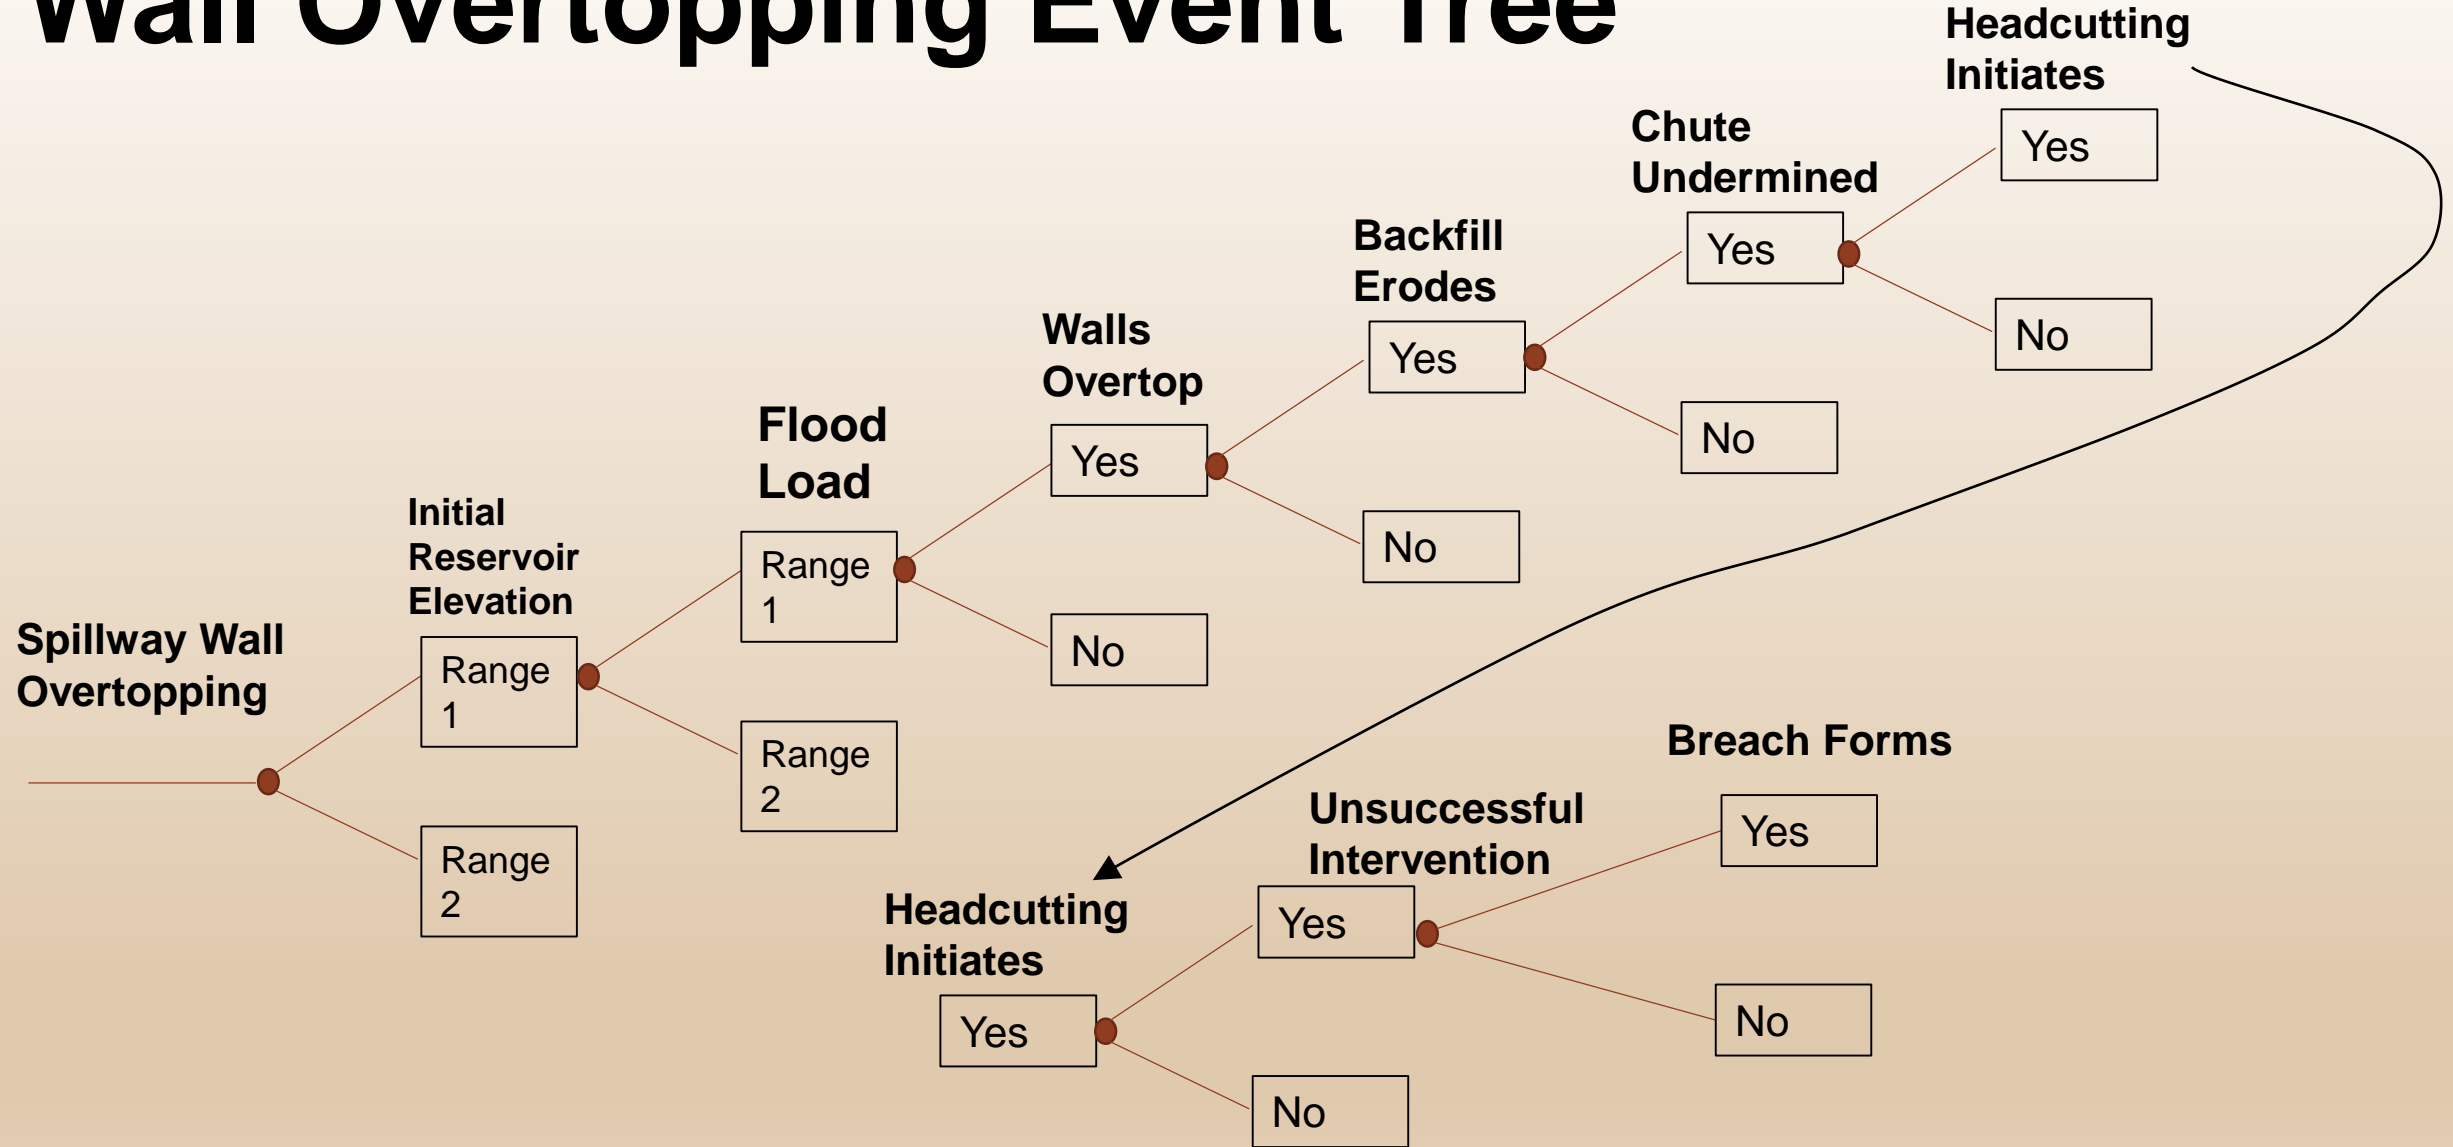 Wall Overtopping Event Tree
Headcutting
Initiates
Yes
No
Chute
Undermined
Yes
No
Backfill
Erodes
Yes
No
Walls
Overtop
Yes
No
Flood
Load
Range
1
Range
2
Initial
Reservoir
Elevation
Range
1
Range
2
Spillway Wall
Overtopping
Breach Forms
Yes
No
Unsuccessful
Intervention
Yes
No
Headcutting
Initiates
Yes